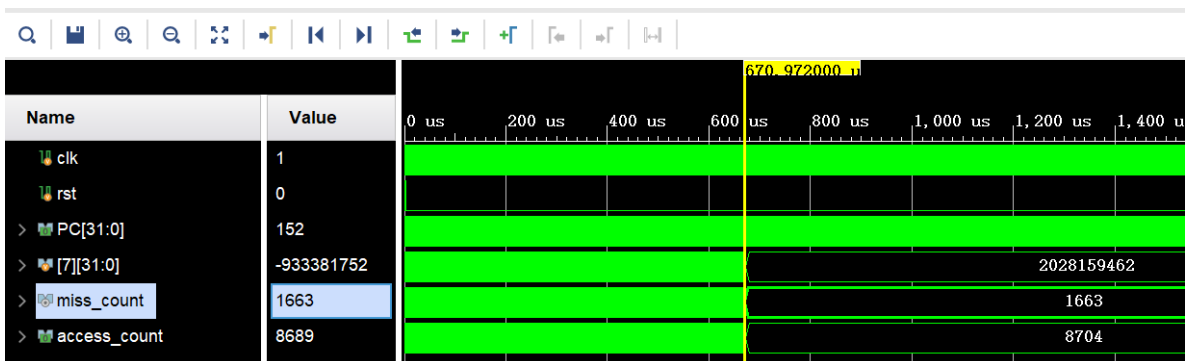 670.972000 u
Name Value 0 us 200 us 400 us 600 us 800 us 1,000 us 1,200 us 1,400 u
clk 1
rst 0
PC[31:0] 152
[7][31:0] -933381752 2028159462
miss_count 1663 1663
access_count 8689 8704